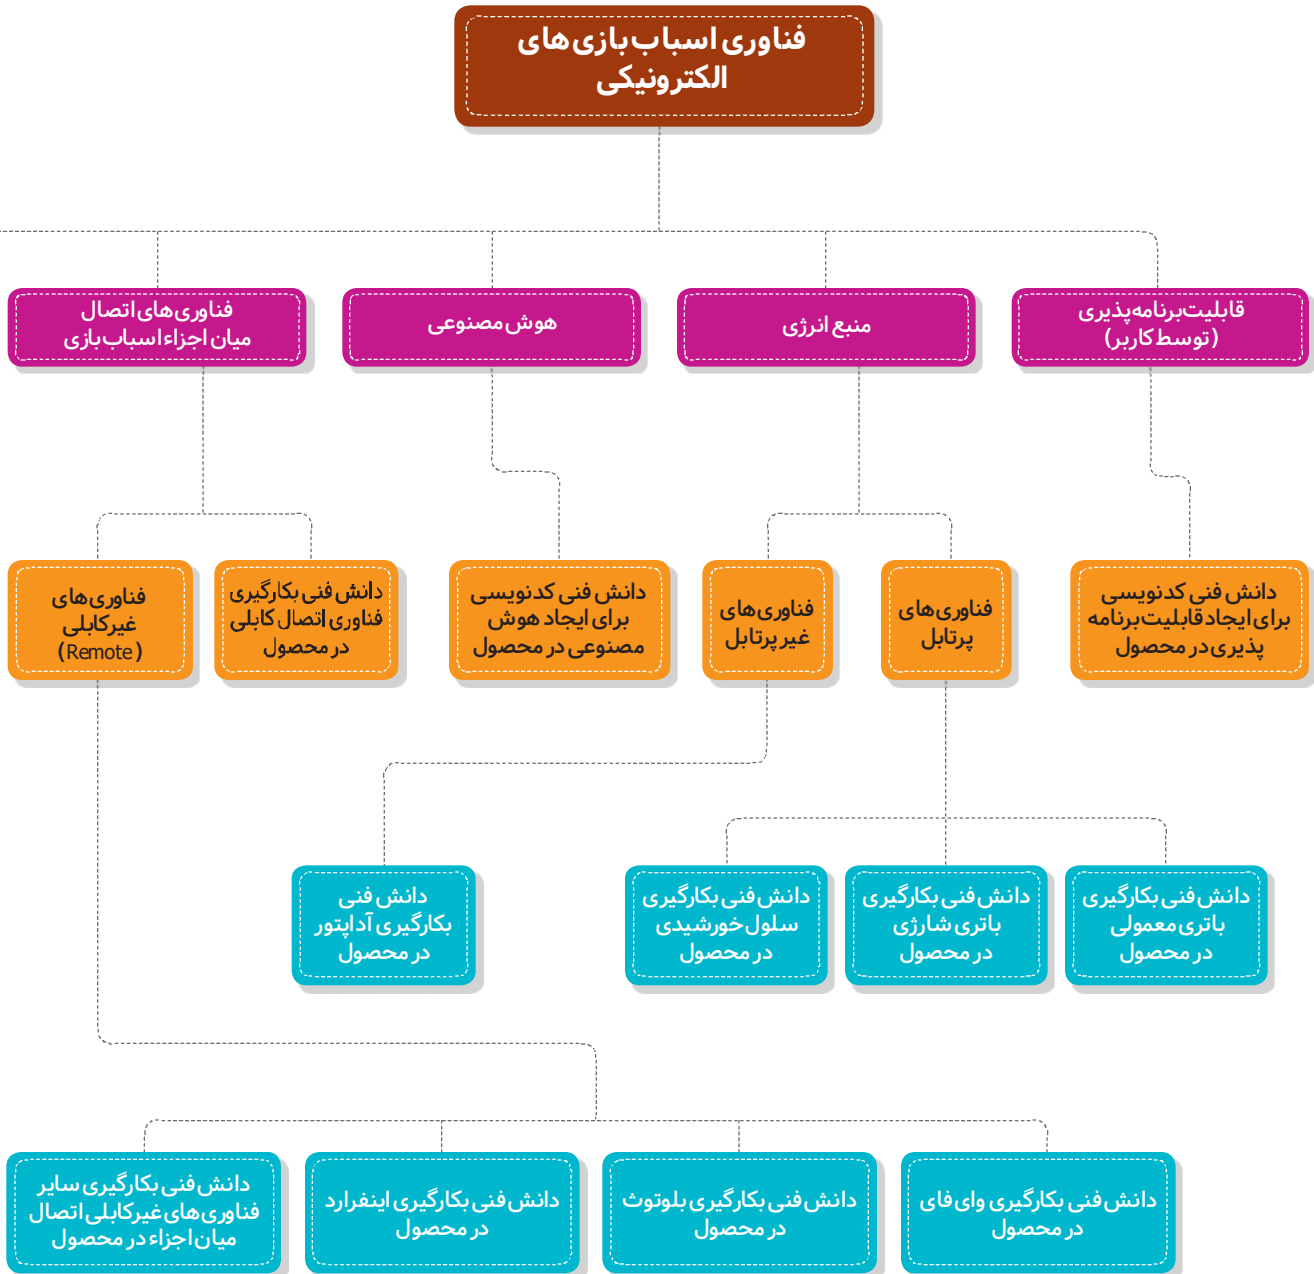 فناوری اسباب‌بازی‌های
الکترونیکی
قابلیت برنامه‌پذیری
(توسط کاربر)
منبع انرژی
هوش مصنوعی
فناوری‌های اتصال
میان اجزاء اسباب‌بازی
دانش فنی کدنویسی
برای ایجاد قابلیت برنامه
پذیری در محصول
فناوری‌های
پرتابل
فناوری‌های
غیر پرتابل
دانش فنی کدنویسی
برای ایجاد هوش
مصنوعی در محصول
دانش فنی بکارگیری
فناوری اتصال کابلی
در محصول
فناوری‌های
غیرکابلی
(Remote)
دانش فنی بکارگیری
باتری معمولی
در محصول
دانش فنی بکارگیری
باتری شارژی
در محصول
دانش فنی بکارگیری
سلول خورشیدی
در محصول
دانش فنی
بکارگیری آداپتور
در محصول
دانش فنی بکارگیری وای فای
در محصول
دانش فنی بکارگیری بلوتوث
در محصول
دانش فنی بکارگیری اینفرارد
در محصول
دانش فنی بکارگیری سایر
فناوری‌های غیرکابلی اتصال
میان اجزاء در محصول